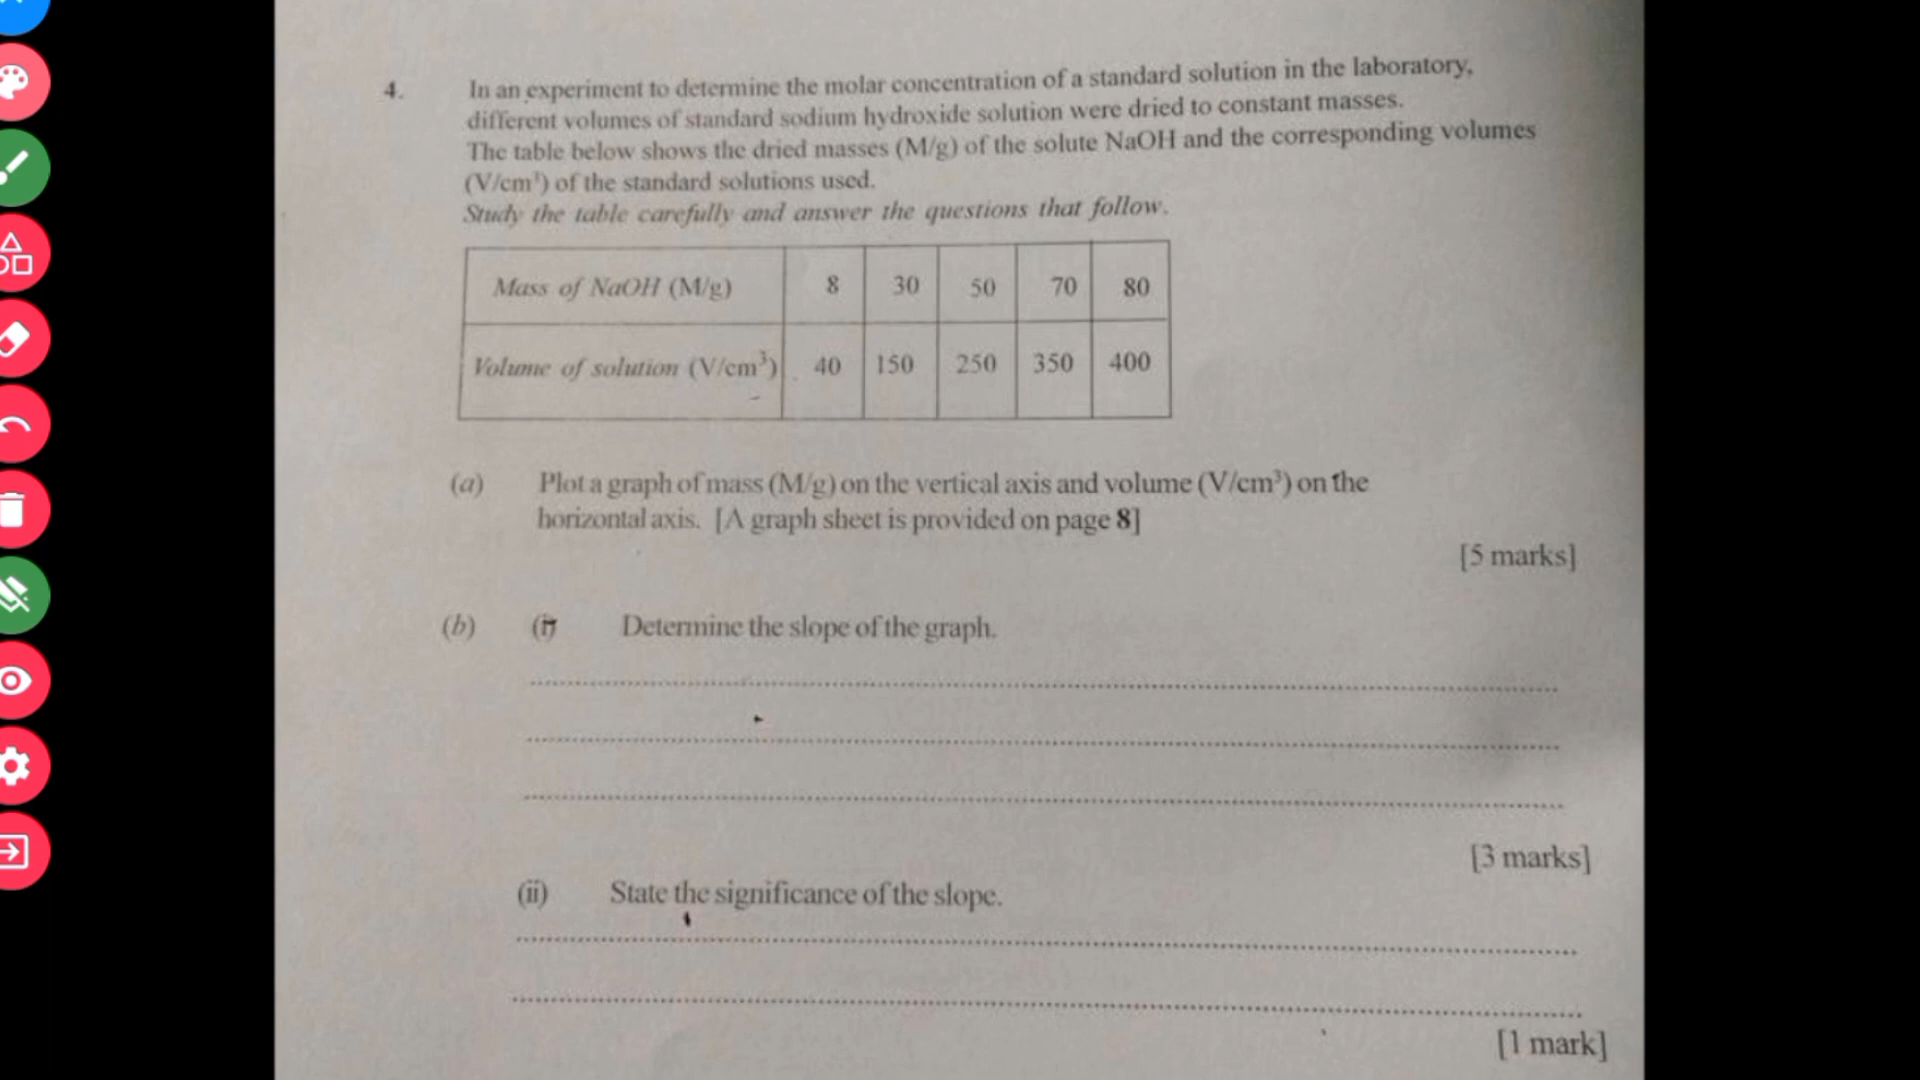 4. In an experiment to determine the molar concentration of a standard solution in the laboratory,
different volumes of standard sodium hydroxide solution were dried to constant masses.
The table below shows the dried masses (M/g) of the solute NaOH and the corresponding volumes
(V/cm³) of the standard solutions used.
Study the table carefully and answer the questions that follow.
Mass of NaOH (M/g) 8 30 50 70 80
Volume of solution (V/cm³) 40 150 250 350 400
(a) Plot a graph of mass (M/g) on the vertical axis and volume (V/cm³) on the
horizontal axis. [A graph sheet is provided on page 8]
[5 marks]
(b) (i) Determine the slope of the graph.
[3 marks]
(ii) State the significance of the slope.
[1 mark]